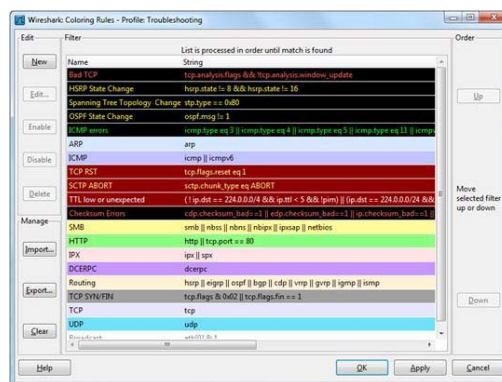 Wireshark: Coloring Rules - Profile: Troubleshooting
Edit
Filter
Order
List is processed in order until match is found
New
Edit...
Enable
Disable
Delete
Manage
Import...
Export...
Clear
Name String
Bad TCP tcp.analysis.flags && !tcp.analysis.window_update
HSRP State Change hsrp.state != 8 && hsrp.state != 16
Spanning Tree Topology Change stp.type == 0x80
OSPF State Change ospf.msg != 1
ICMP errors icmp.type eq 3 || icmp.type eq 4 || icmp.type eq 5 || icmp.type eq 11 || icmpv
ARP arp
ICMP icmp || icmpv6
TCP RST tcp.flags.reset eq 1
SCTP ABORT sctp.chunk_type eq ABORT
TTL low or unexpected ( ! ip.dst == 224.0.0.0/4 && ip.ttl < 5 && !pim) || (ip.dst == 224.0.0.0/24 &&
Checksum Errors cdp.checksum_bad==1 || edp.checksum_bad==1 || ip.checksum_bad==1 ||
SMB smb || nbss || nbns || nbipx || ipxsap || netbios
HTTP http || tcp.port == 80
IPX ipx || spx
DCERPC dcerpc
Routing hsrp || eigrp || ospf || bgp || cdp || vrrp || gvrp || igmp || ismp
TCP SYN/FIN tcp.flags & 0x02 || tcp.flags.fin == 1
TCP tcp
UDP udp
Broadcast eth[0] & 1
Up
Move
selected filter
up or down
Down
Help
OK
Apply
Cancel